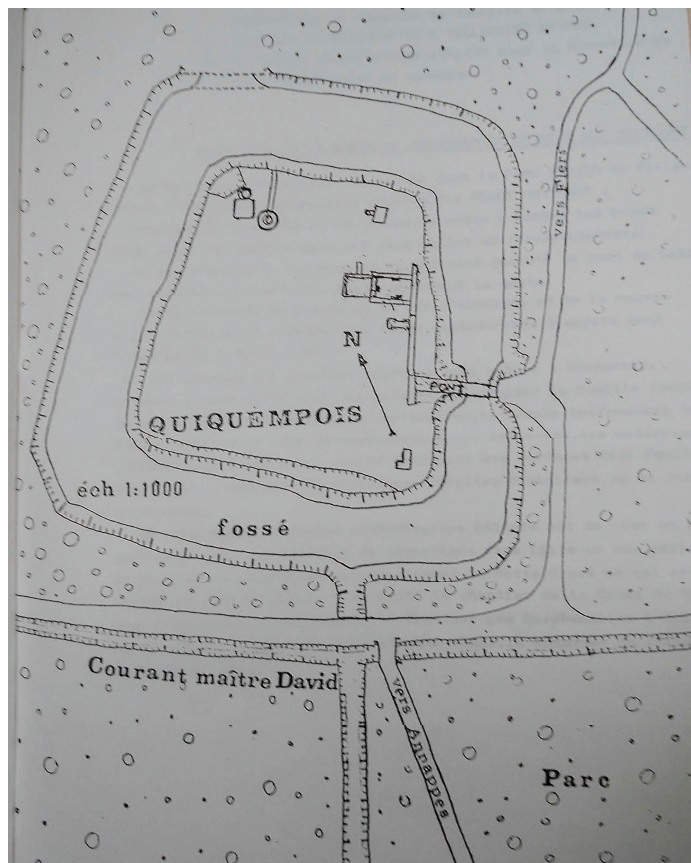 vers Flers
N
PONT
QUIQUEMPOIS
éch 1:1000
fossé
Courant maître David
vers Annappes
Parc